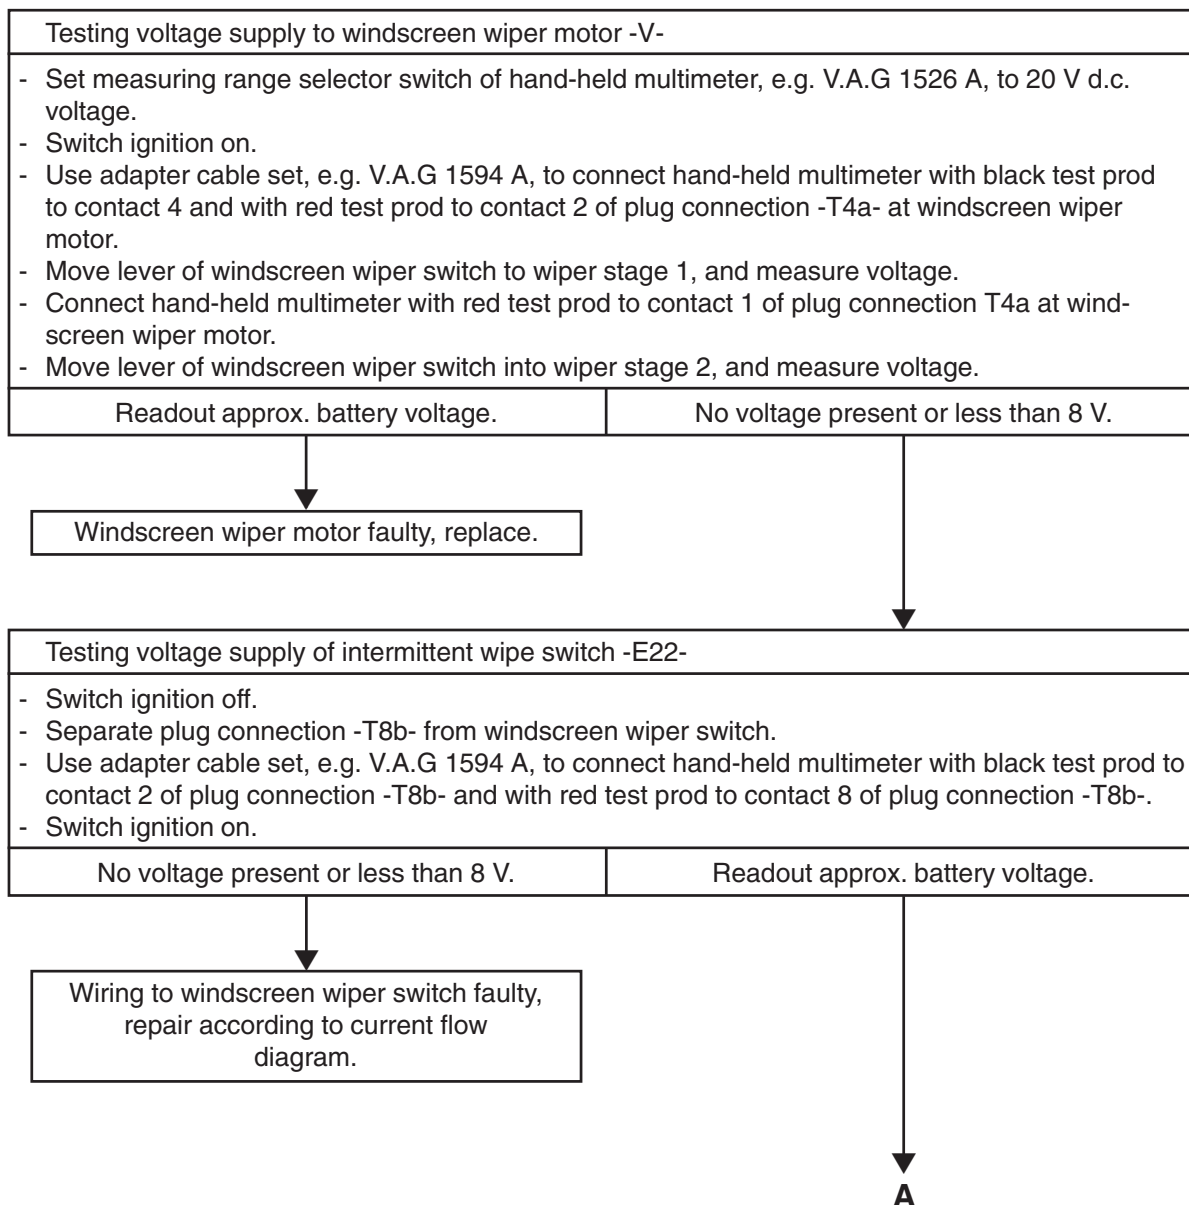 Testing voltage supply to windscreen wiper motor -V-
- Set measuring range selector switch of hand-held multimeter, e.g. V.A.G 1526 A, to 20 V d.c.
voltage.
- Switch ignition on.
- Use adapter cable set, e.g. V.A.G 1594 A, to connect hand-held multimeter with black test prod
to contact 4 and with red test prod to contact 2 of plug connection -T4a- at windscreen wiper
motor.
- Move lever of windscreen wiper switch to wiper stage 1, and measure voltage.
- Connect hand-held multimeter with red test prod to contact 1 of plug connection T4a at wind-
screen wiper motor.
- Move lever of windscreen wiper switch into wiper stage 2, and measure voltage.
Readout approx. battery voltage.
No voltage present or less than 8 V.
Windscreen wiper motor faulty, replace.
Testing voltage supply of intermittent wipe switch -E22-
- Switch ignition off.
- Separate plug connection -T8b- from windscreen wiper switch.
- Use adapter cable set, e.g. V.A.G 1594 A, to connect hand-held multimeter with black test prod to
contact 2 of plug connection -T8b- and with red test prod to contact 8 of plug connection -T8b-.
- Switch ignition on.
No voltage present or less than 8 V.
Readout approx. battery voltage.
Wiring to windscreen wiper switch faulty,
repair according to current flow
diagram.
A